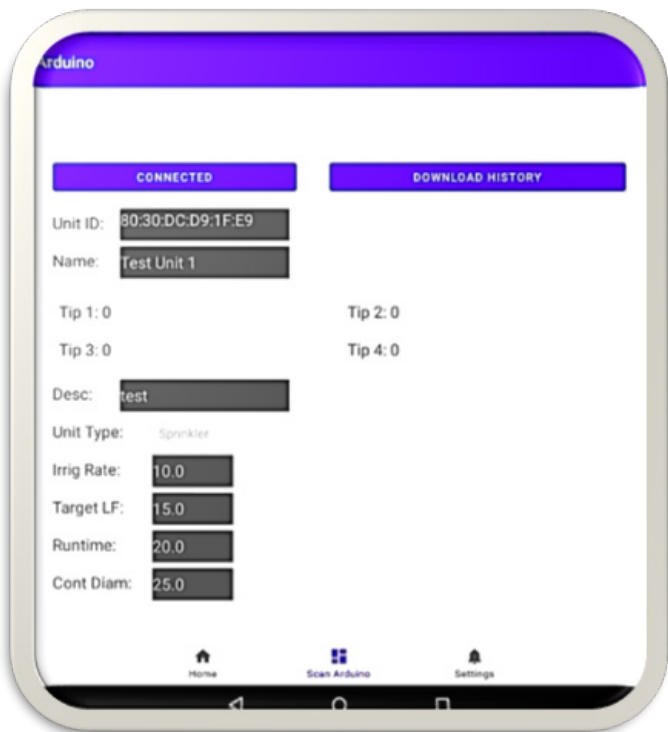 Arduino
CONNECTED DOWNLOAD HISTORY
Unit ID: 80:30:DC:D9:1F:E9
Name: Test Unit 1
Tip 1: 0 Tip 2: 0
Tip 3: 0 Tip 4: 0
Desc: test
Unit Type: Sprinkler
Irrig Rate: 10.0
Target LF: 15.0
Runtime: 20.0
Cont Diam: 25.0
Home Scan Arduino Settings